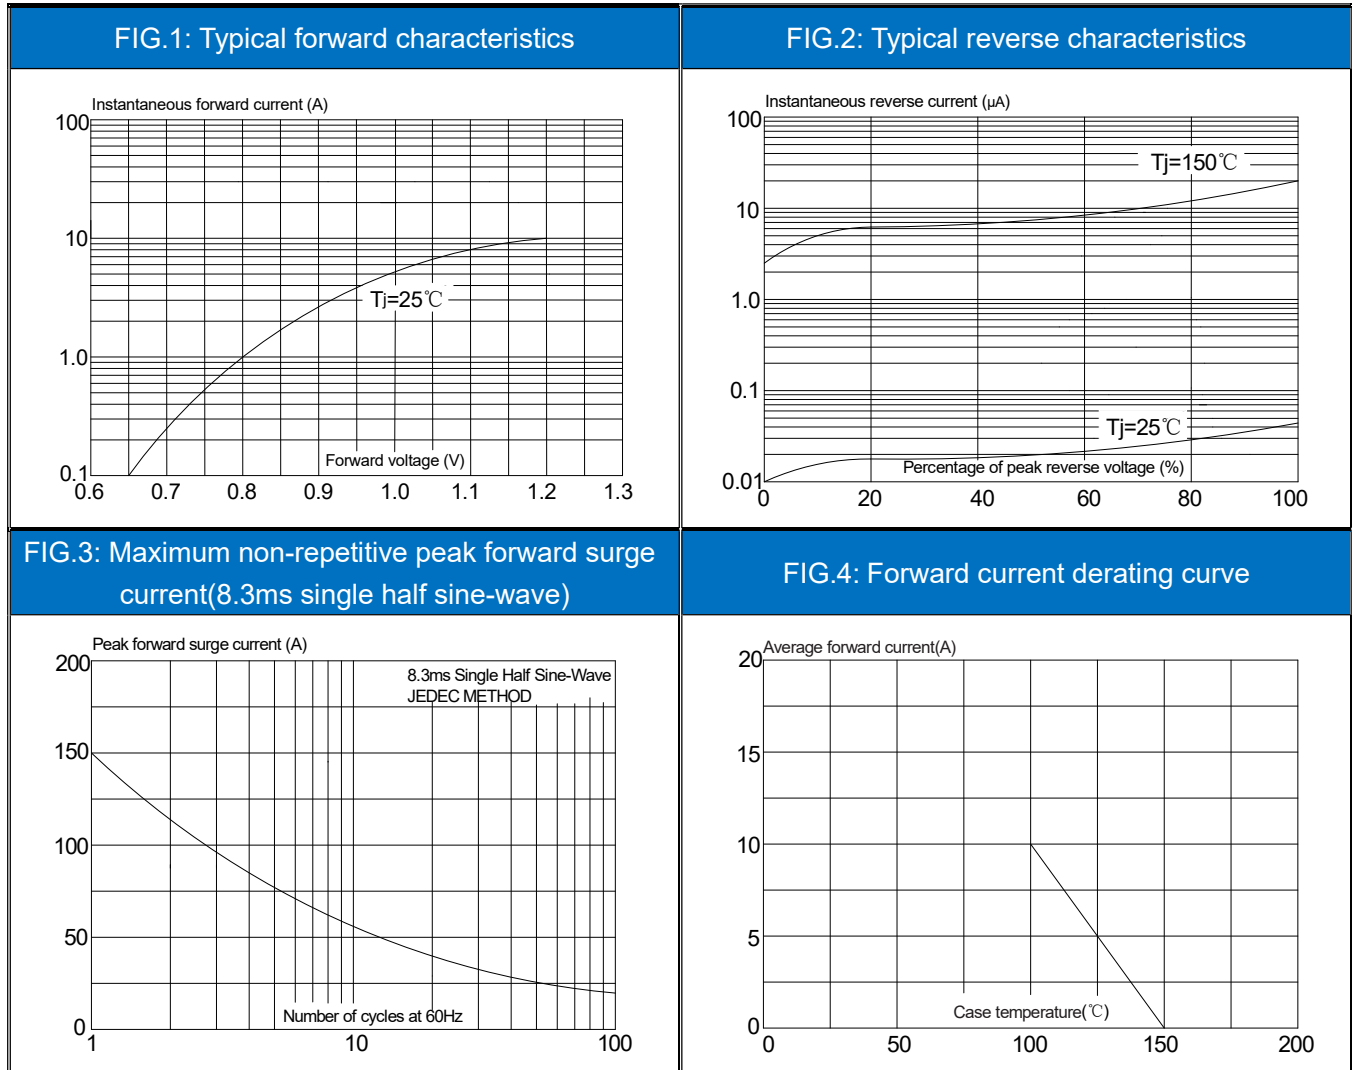 FIG.1: Typical forward characteristics
Instantaneous forward current (A)
100
10
1.0
0.1
Tj=25℃
Forward voltage (V)
0.6 0.7 0.8 0.9 1.0 1.1 1.2 1.3
FIG.2: Typical reverse characteristics
Instantaneous reverse current (μA)
100
10
1.0
0.1
0.01
Tj=150℃
Tj=25℃
Percentage of peak reverse voltage (%)
0 20 40 60 80 100
FIG.3: Maximum non-repetitive peak forward surge
current(8.3ms single half sine-wave)
Peak forward surge current (A)
200
150
100
50
0
8.3ms Single Half Sine-Wave
JEDEC METHOD
Number of cycles at 60Hz
1 10 100
FIG.4: Forward current derating curve
Average forward current(A)
20
15
10
5
0
Case temperature(℃)
0 50 100 150 200